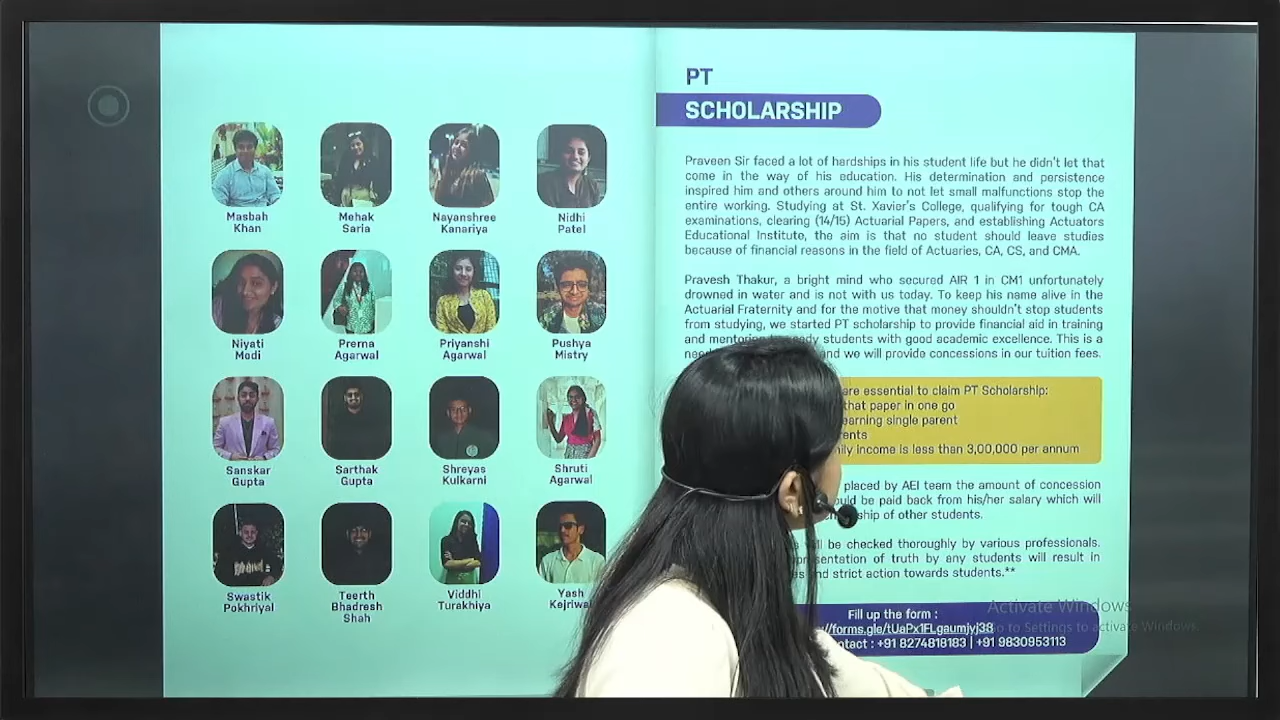 Masbah
Khan
Mehak
Saria
Nayanshree
Kanariya
Nidhi
Patel
Niyati
Modi
Prerna
Agarwal
Priyanshi
Agarwal
Pushya
Mistry
Sanskar
Gupta
Sarthak
Gupta
Shreyas
Kulkarni
Shruti
Agarwal
Swastik
Pokhriyal
Teerth
Bhadresh
Shah
Viddhi
Turakhiya
Yash
Kejriwal
PT
SCHOLARSHIP
Praveen Sir faced a lot of hardships in his student life but he didn't let that
come in the way of his education. His determination and persistence
inspired him and others around him to not let small malfunctions stop the
entire working. Studying at St. Xavier's College, qualifying for tough CA
examinations, clearing (14/15) Actuarial Papers, and establishing Actuators
Educational Institute, the aim is that no student should leave studies
because of financial reasons in the field of Actuaries, CA, CS, and CMA.
Pravesh Thakur, a bright mind who secured AIR 1 in CM1 unfortunately
drowned in water and is not with us today. To keep his name alive in the
Actuarial Fraternity and for the motive that money shouldn't stop students
from studying, we started PT scholarship to provide financial aid in training
and mentoring students with good academic excellence. This is a
and we will provide concessions in our tuition fees.
are essential to claim PT Scholarship:
that paper in one go
earning single parent
income is less than 3,00,000 per annum
placed by AEI team the amount of concession
be paid back from his/her salary which will
of other students.
will be checked thoroughly by various professionals.
of truth by any students will result in
and strict action towards students.**
Fill up the form :
/forms.gle/tUaPx1FLgaumjyj38
: +91 8274818183 | +91 9830953113
Activate Windows
Go to Settings to activate Windows.